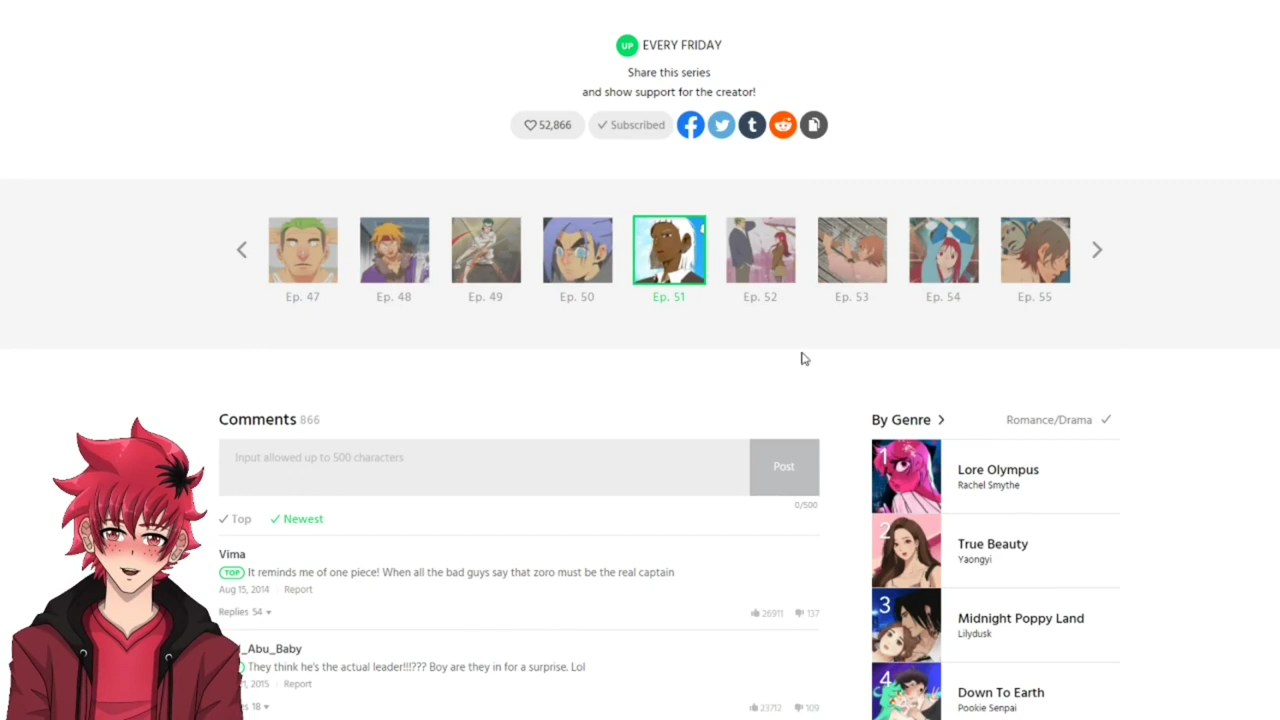 UP EVERY FRIDAY
Share this series
and show support for the creator!
52,866 Subscribed
Ep. 47 Ep. 48 Ep. 49 Ep. 50 Ep. 51 Ep. 52 Ep. 53 Ep. 54 Ep. 55
Comments 866
Input allowed up to 500 characters
Post
0/500
Top Newest
Vima
TOP It reminds me of one piece! When all the bad guys say that zoro must be the real captain
Aug 15, 2014 Report
Replies 54
26911 137
_Abu_Baby
They think he's the actual leader!!!??? Boy are they in for a surprise. Lol
2015 Report
18
23712 109
By Genre Romance/Drama
1
Lore Olympus
Rachel Smythe
2
True Beauty
Yaongyi
3
Midnight Poppy Land
Lilydusk
4
Down To Earth
Pookie Senpai